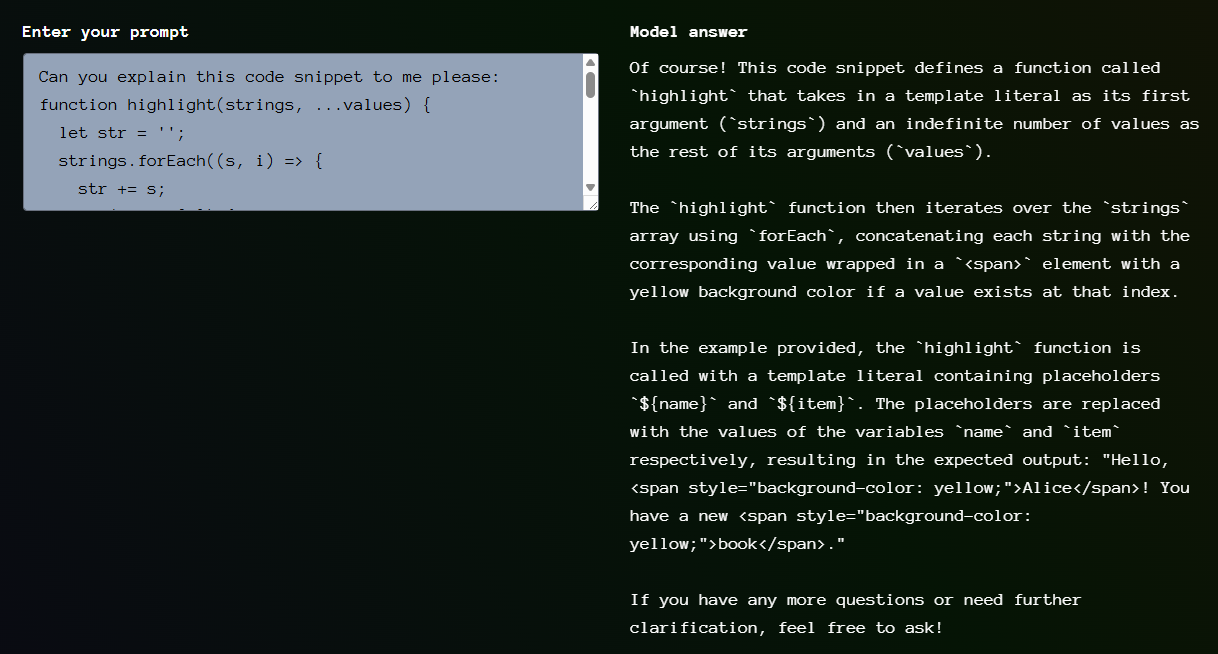 Enter your prompt
Can you explain this code snippet to me please:
function highlight(strings, ...values) {
  let str = '';
  strings.forEach((s, i) => {
    str += s;
Model answer
Of course! This code snippet defines a function called
`highlight` that takes in a template literal as its first
argument (`strings`) and an indefinite number of values as
the rest of its arguments (`values`).
The `highlight` function then iterates over the `strings`
array using `forEach`, concatenating each string with the
corresponding value wrapped in a `<span>` element with a
yellow background color if a value exists at that index.
In the example provided, the `highlight` function is
called with a template literal containing placeholders
`${name}` and `${item}`. The placeholders are replaced
with the values of the variables `name` and `item`
respectively, resulting in the expected output: "Hello,
<span style="background-color: yellow;">Alice</span>! You
have a new <span style="background-color:
yellow;">book</span>."
If you have any more questions or need further
clarification, feel free to ask!